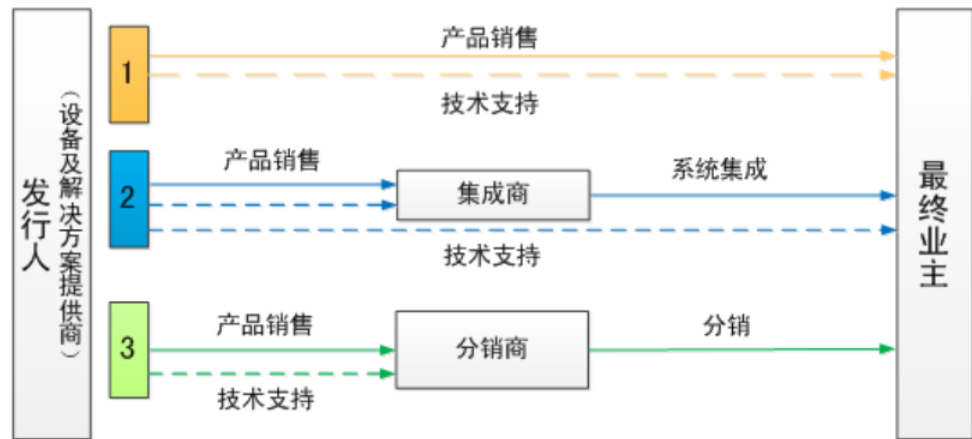 发行人
（设备及解决方案提供商）
1
产品销售
技术支持
2
产品销售
集成商
系统集成
技术支持
3
产品销售
技术支持
分销商
分销
最终业主